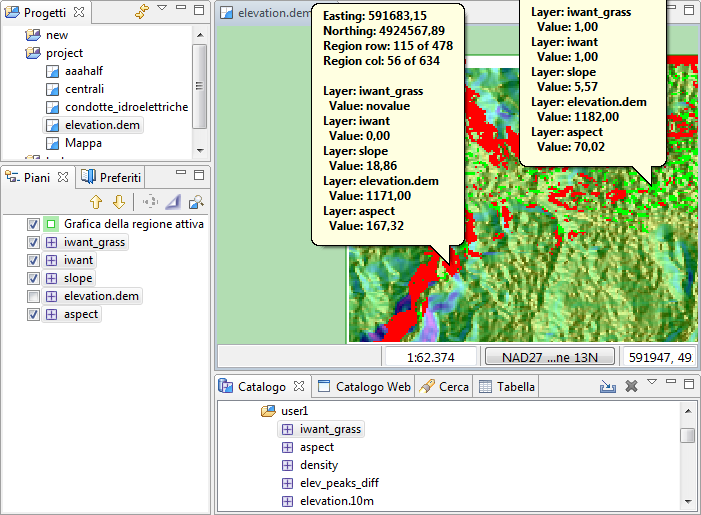 Progetti
new
project
aaahalf
centrali
condotte_idroelettriche
elevation.dem
Mappa
Piani
Preferiti
Grafica della regione attiva
iwant_grass
iwant
slope
elevation.dem
aspect
elevation.dem
Easting: 591683,15
Northing: 4924567,89
Region row: 115 of 478
Region col: 56 of 634
Layer: iwant_grass
Value: novalue
Layer: iwant
Value: 0,00
Layer: slope
Value: 18,86
Layer: elevation.dem
Value: 1171,00
Layer: aspect
Value: 167,32
Layer: iwant_grass
Value: 1,00
Layer: iwant
Value: 1,00
Layer: slope
Value: 5,57
Layer: elevation.dem
Value: 1182,00
Layer: aspect
Value: 70,02
1:62.374
NAD27 ...ne 13N
591947, 49
Catalogo
Catalogo Web
Cerca
Tabella
user1
iwant_grass
aspect
density
elev_peaks_diff
elevation.10m